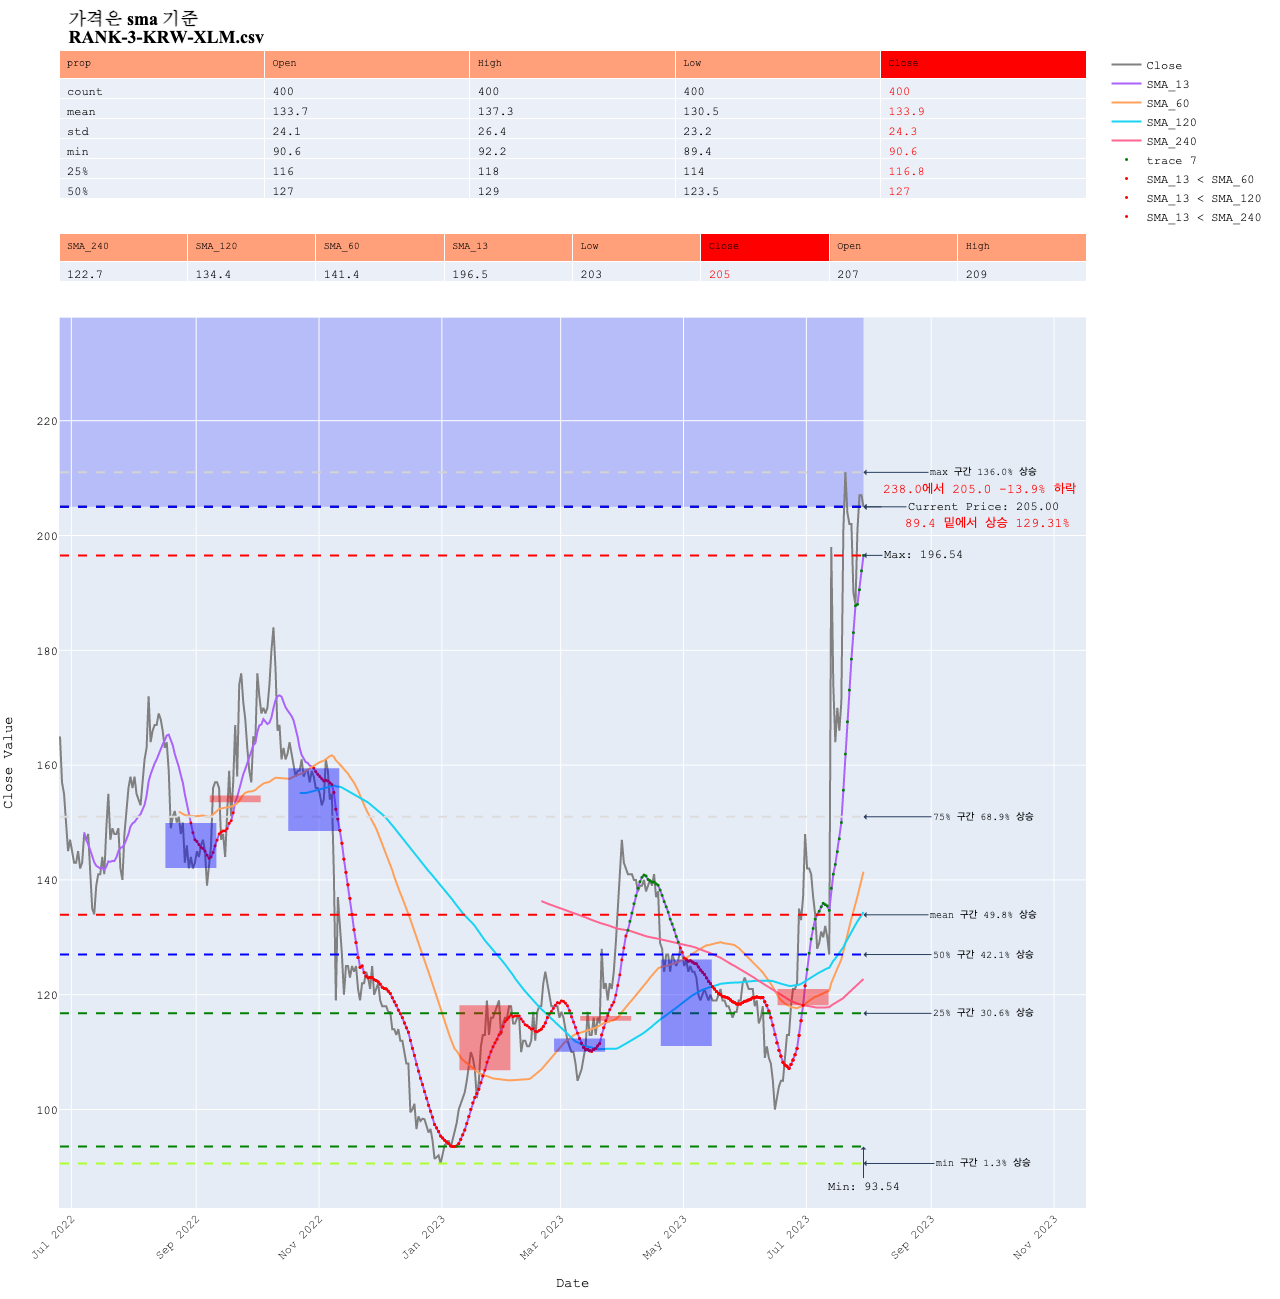 가격은 sma 기준
RANK-3-KRW-XLM.csv
prop Open High Low Close
count 400 400 400 400
mean 133.7 137.3 130.5 133.9
std 24.1 26.4 23.2 24.3
min 90.6 92.2 89.4 90.6
25% 116 118 114 116.8
50% 127 129 123.5 127
SMA_240 SMA_120 SMA_60 SMA_13 Low Close Open High
122.7 134.4 141.4 196.5 203 205 207 209
Close
SMA_13
SMA_60
SMA_120
SMA_240
trace 7
SMA_13 < SMA_60
SMA_13 < SMA_120
SMA_13 < SMA_240
Close Value
220
200
180
160
140
120
100
max 구간 136.0% 상승
238.0에서 205.0 -13.9% 하락
Current Price: 205.00
89.4 밑에서 상승 129.31%
Max: 196.54
75% 구간 68.9% 상승
mean 구간 49.8% 상승
50% 구간 42.1% 상승
25% 구간 30.6% 상승
min 구간 1.3% 상승
Min: 93.54
Jul 2022
Sep 2022
Nov 2022
Jan 2023
Mar 2023
May 2023
Jul 2023
Sep 2023
Nov 2023
Date